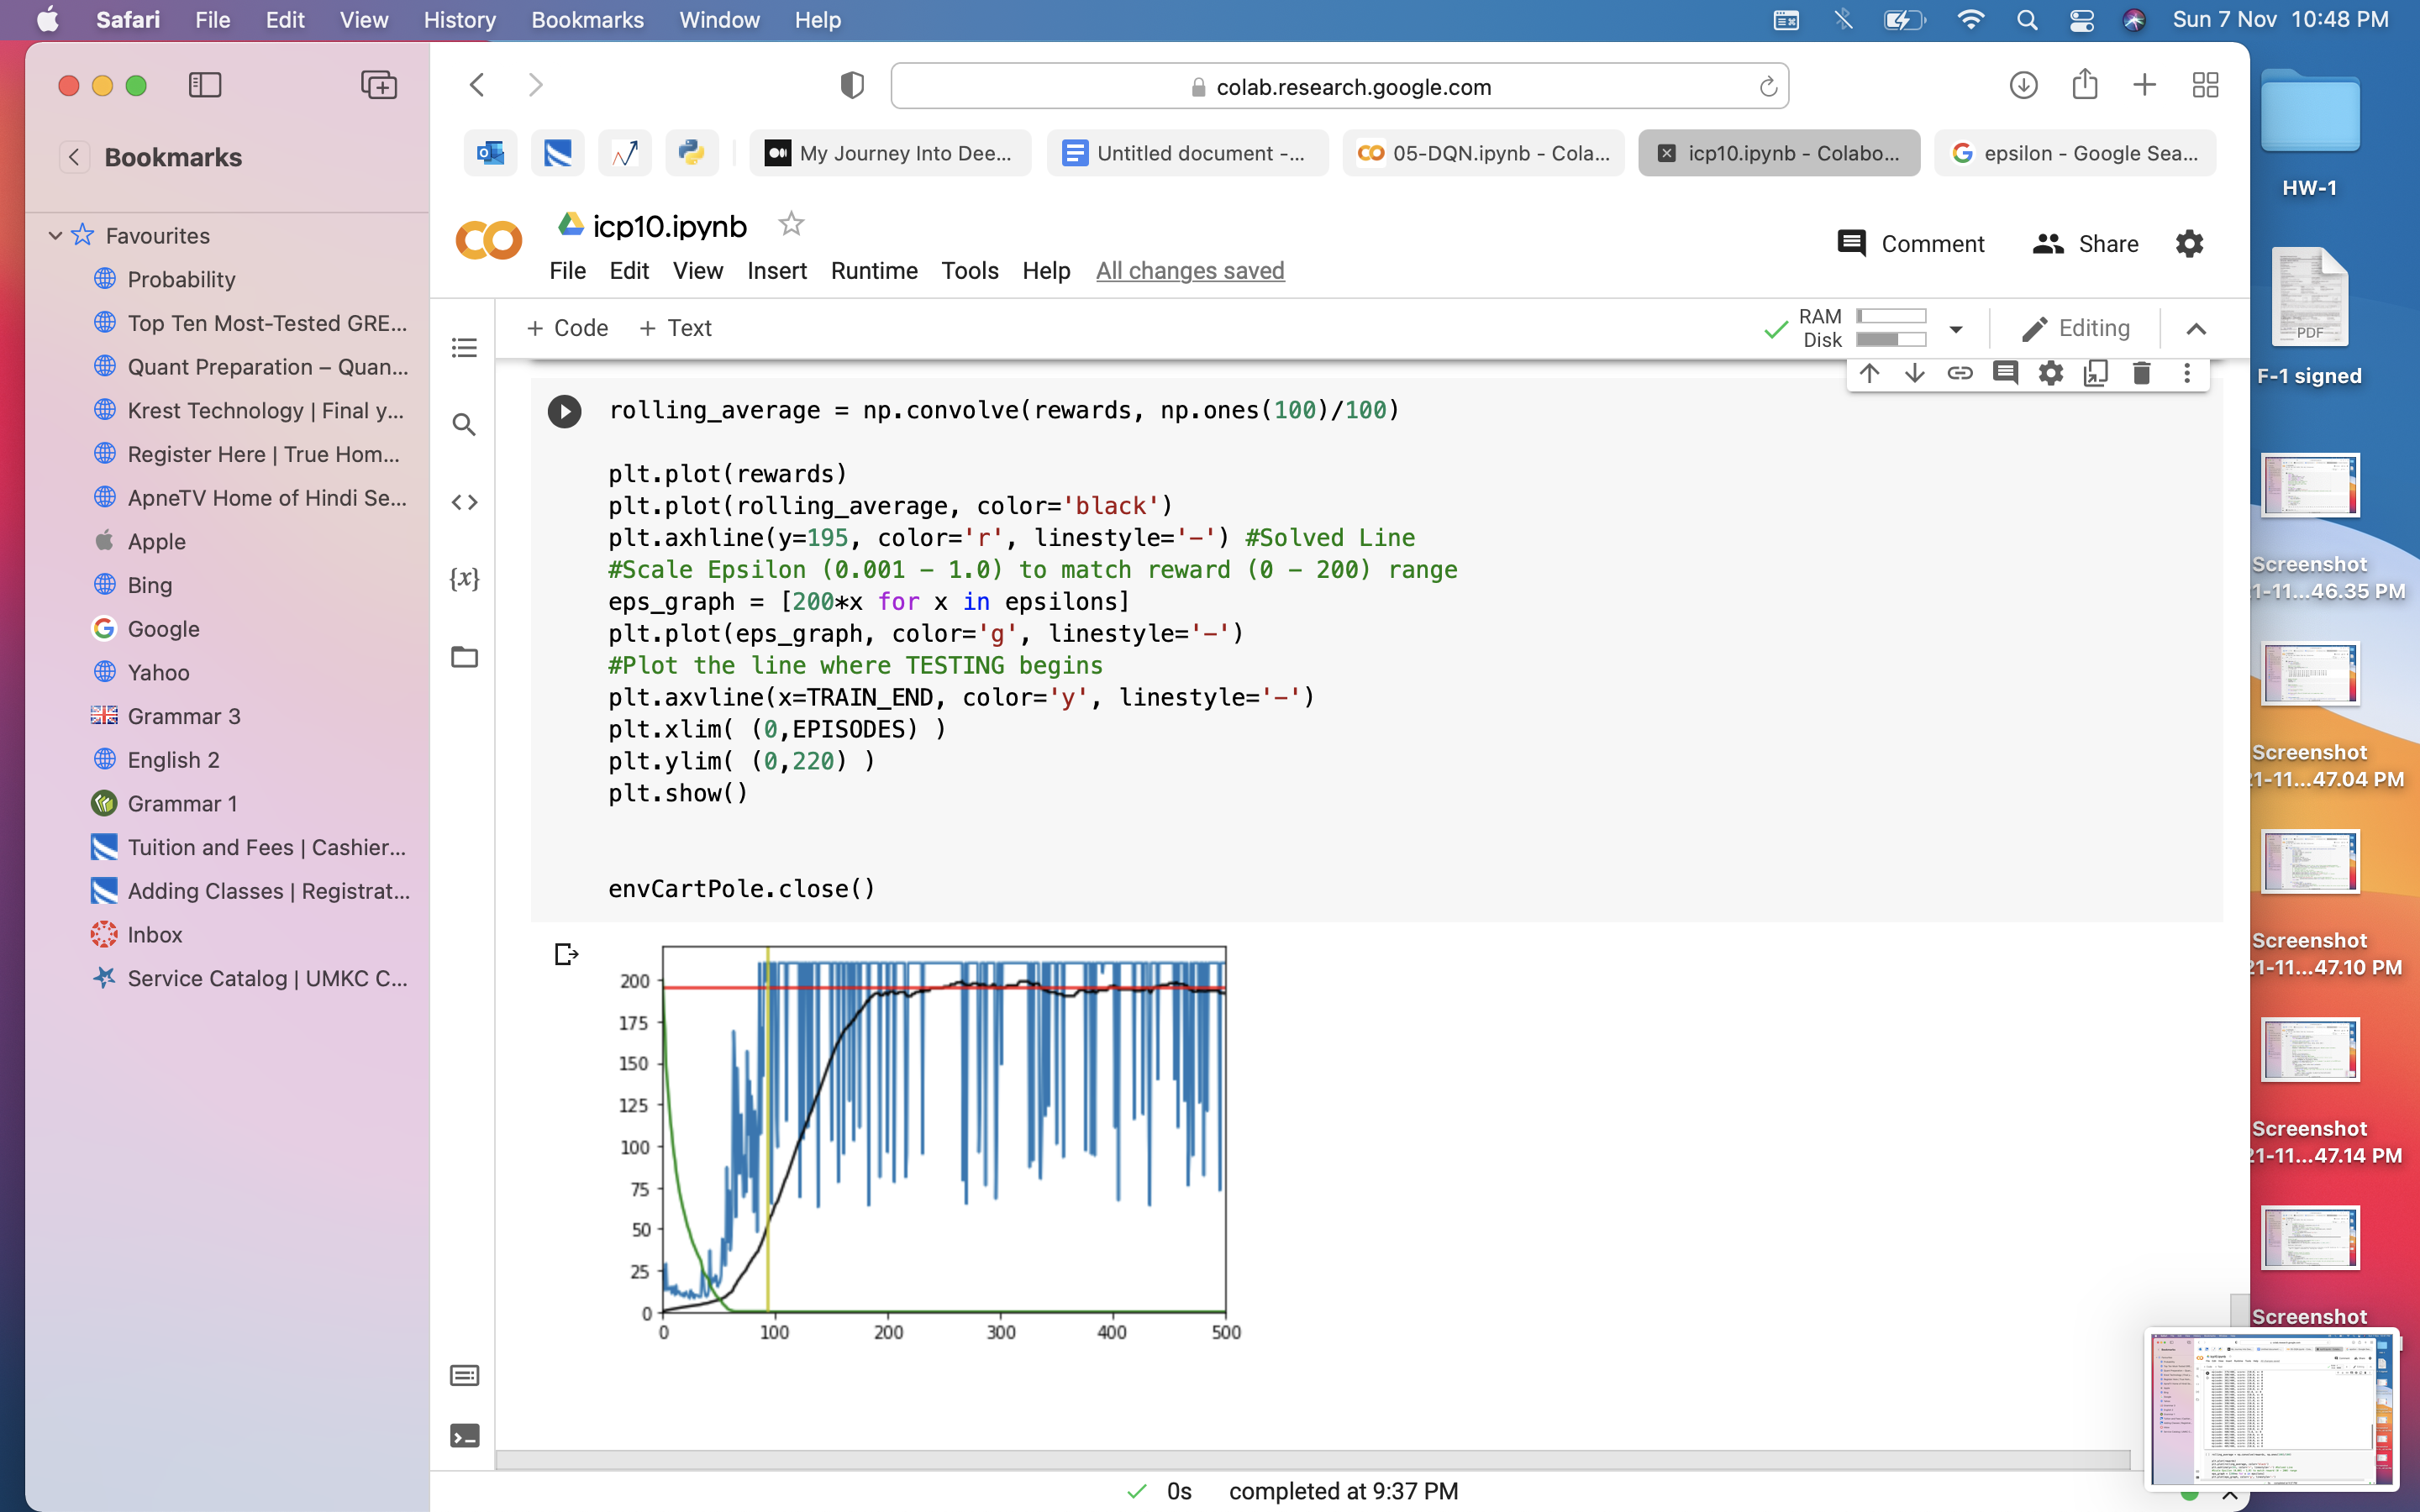 Safari File Edit View History Bookmarks Window Help
Sun 7 Nov 10:48 PM
colab.research.google.com
My Journey Into Dee...
Untitled document -...
05-DQN.ipynb - Cola...
icp10.ipynb - Colabo...
epsilon - Google Sea...
Bookmarks
Favourites
Probability
Top Ten Most-Tested GRE...
Quant Preparation – Quan...
Krest Technology | Final y...
Register Here | True Hom...
ApneTV Home of Hindi Se...
Apple
Bing
Google
Yahoo
Grammar 3
English 2
Grammar 1
Tuition and Fees | Cashier...
Adding Classes | Registrat...
Inbox
Service Catalog | UMKC C...
icp10.ipynb
Comment Share
File Edit View Insert Runtime Tools Help All changes saved
+ Code + Text
RAM
Disk
Editing
rolling_average = np.convolve(rewards, np.ones(100)/100)
plt.plot(rewards)
plt.plot(rolling_average, color='black')
plt.axhline(y=195, color='r', linestyle='-') #Solved Line
#Scale Epsilon (0.001 - 1.0) to match reward (0 - 200) range
eps_graph = [200*x for x in epsilons]
plt.plot(eps_graph, color='g', linestyle='-')
#Plot the line where TESTING begins
plt.axvline(x=TRAIN_END, color='y', linestyle='-')
plt.xlim( (0,EPISODES) )
plt.ylim( (0,220) )
plt.show()
envCartPole.close()
200
175
150
125
100
75
50
25
0
0 100 200 300 400 500
0s completed at 9:37 PM
HW-1
PDF
F-1 signed
Screenshot
21-11...46.35 PM
Screenshot
21-11...47.04 PM
Screenshot
21-11...47.10 PM
Screenshot
21-11...47.14 PM
Screenshot